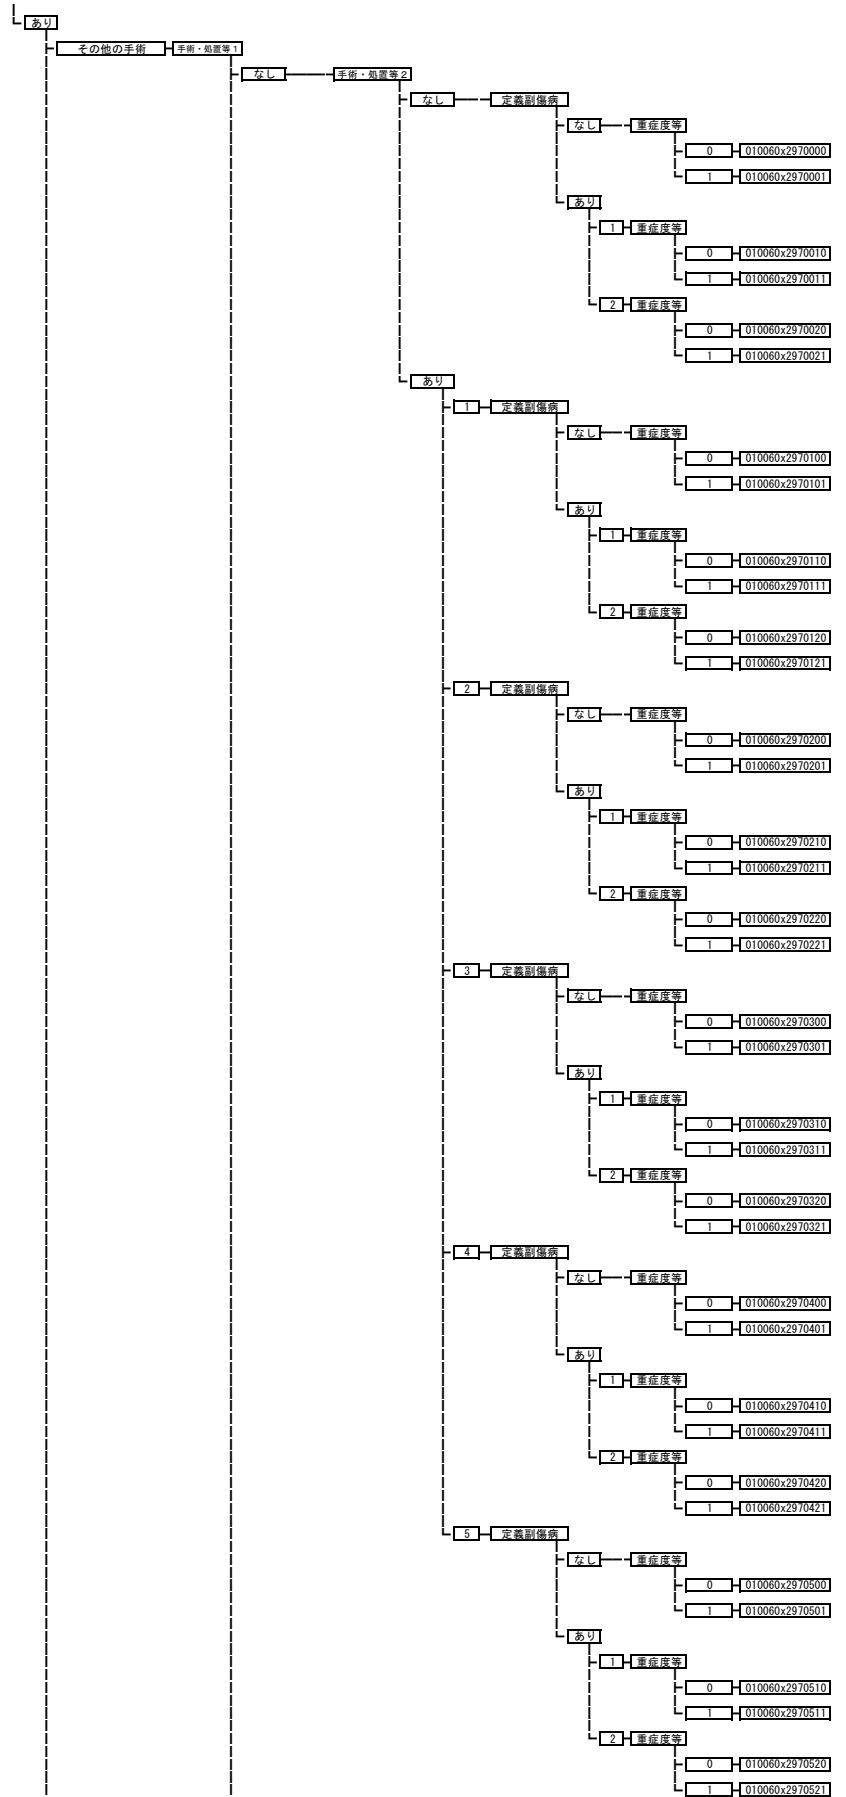 あり
その他の手術 手術・処置等1
なし 手術・処置等2
なし 定義副傷病
なし 重症度等
0 010060x2970000
1 010060x2970001
あり
1 重症度等
0 010060x2970010
1 010060x2970011
2 重症度等
0 010060x2970020
1 010060x2970021
あり
1 定義副傷病
なし 重症度等
0 010060x2970100
1 010060x2970101
あり
1 重症度等
0 010060x2970110
1 010060x2970111
2 重症度等
0 010060x2970120
1 010060x2970121
2 定義副傷病
なし 重症度等
0 010060x2970200
1 010060x2970201
あり
1 重症度等
0 010060x2970210
1 010060x2970211
2 重症度等
0 010060x2970220
1 010060x2970221
3 定義副傷病
なし 重症度等
0 010060x2970300
1 010060x2970301
あり
1 重症度等
0 010060x2970310
1 010060x2970311
2 重症度等
0 010060x2970320
1 010060x2970321
4 定義副傷病
なし 重症度等
0 010060x2970400
1 010060x2970401
あり
1 重症度等
0 010060x2970410
1 010060x2970411
2 重症度等
0 010060x2970420
1 010060x2970421
5 定義副傷病
なし 重症度等
0 010060x2970500
1 010060x2970501
あり
1 重症度等
0 010060x2970510
1 010060x2970511
2 重症度等
0 010060x2970520
1 010060x2970521